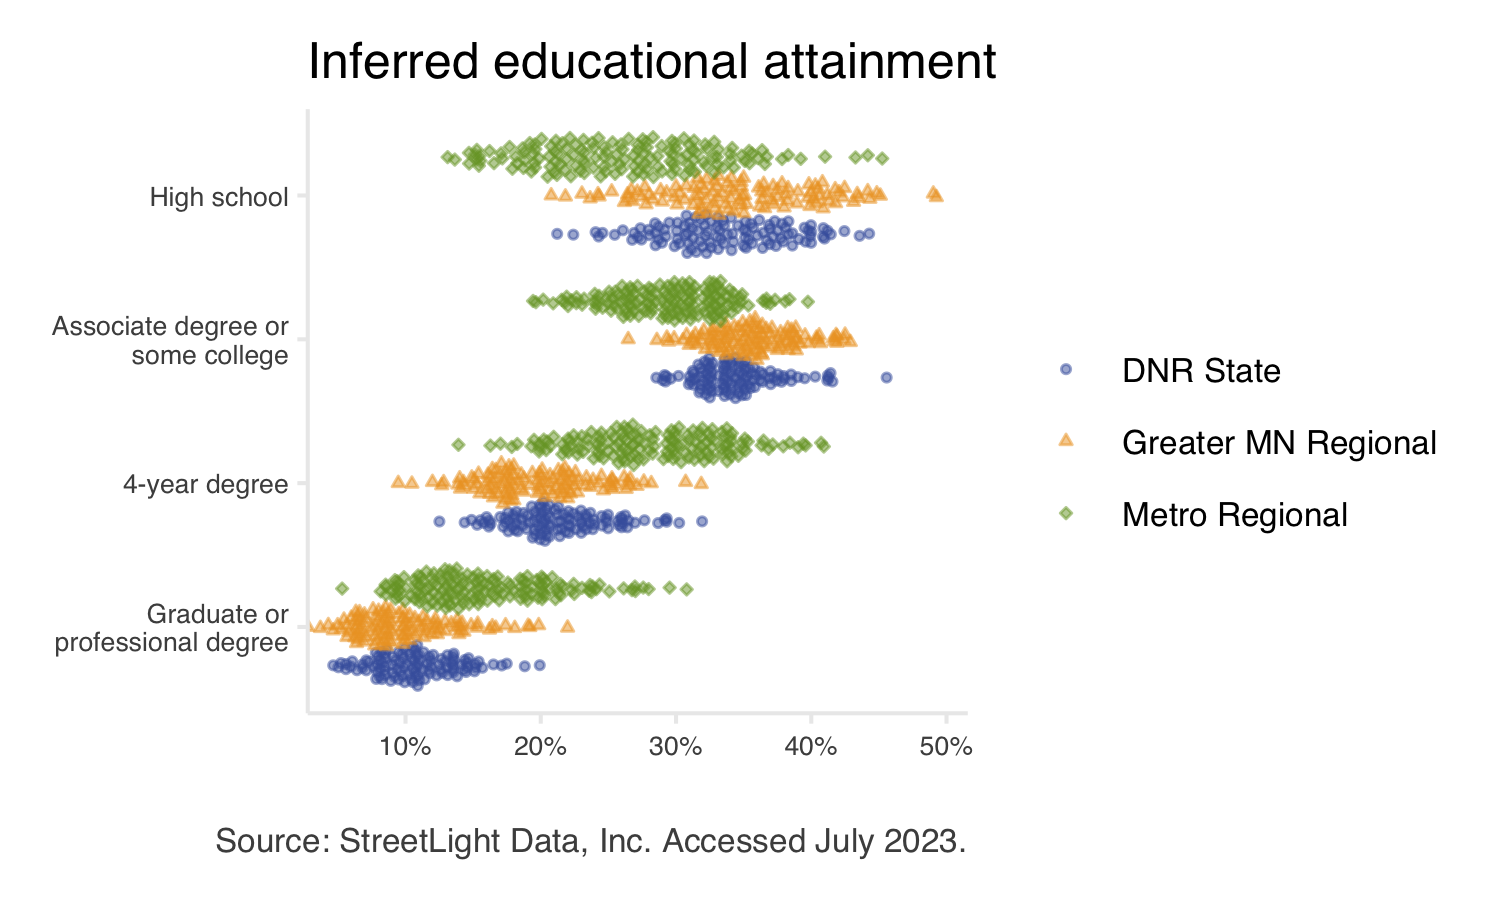 Inferred educational attainment
High school
Associate degree or
some college
4-year degree
Graduate or
professional degree
10%
20%
30%
40%
50%
DNR State
Greater MN Regional
Metro Regional
Source: StreetLight Data, Inc. Accessed July 2023.